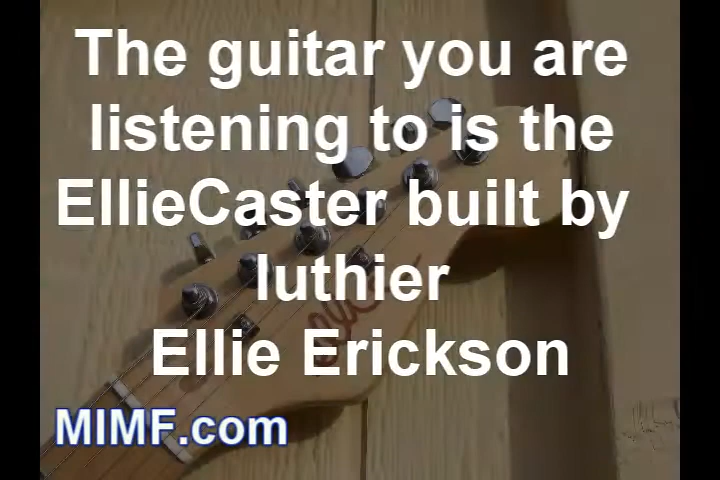 The guitar you are
listening to is the
EllieCaster built by
luthier
Ellie Erickson
MIMF.com